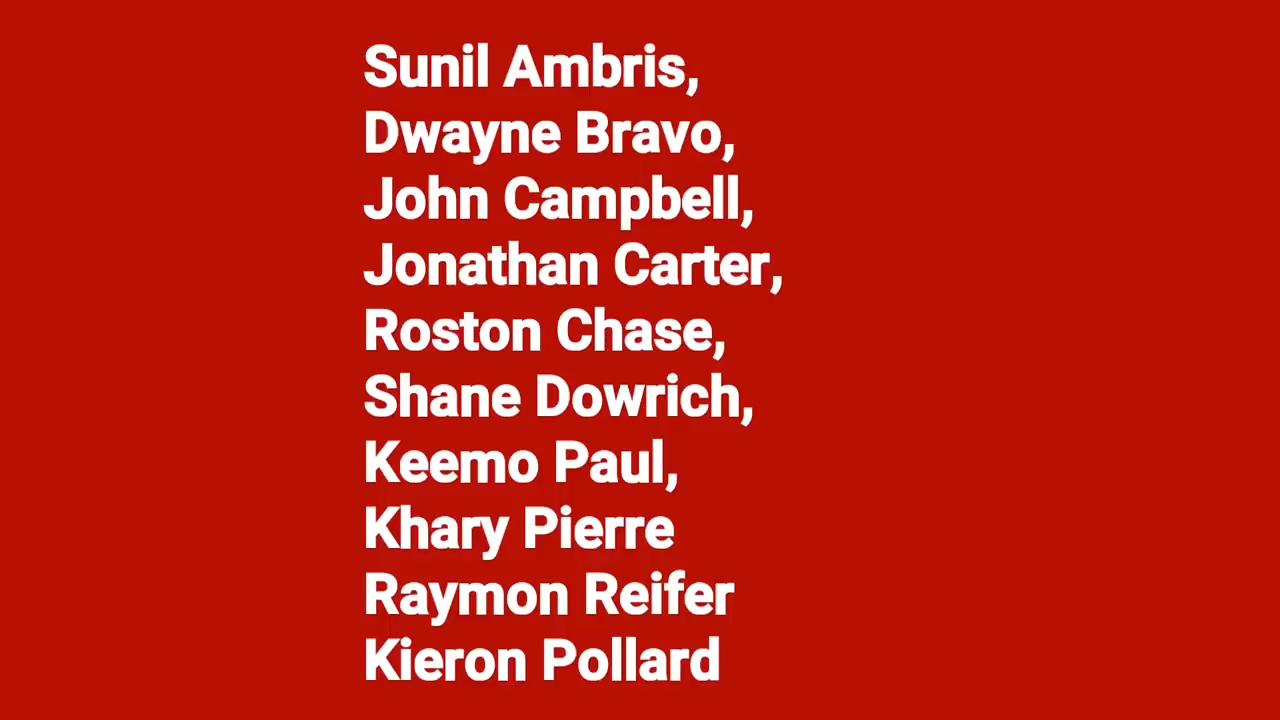 Sunil Ambris,
Dwayne Bravo,
John Campbell,
Jonathan Carter,
Roston Chase,
Shane Dowrich,
Keemo Paul,
Khary Pierre
Raymon Reifer
Kieron Pollard